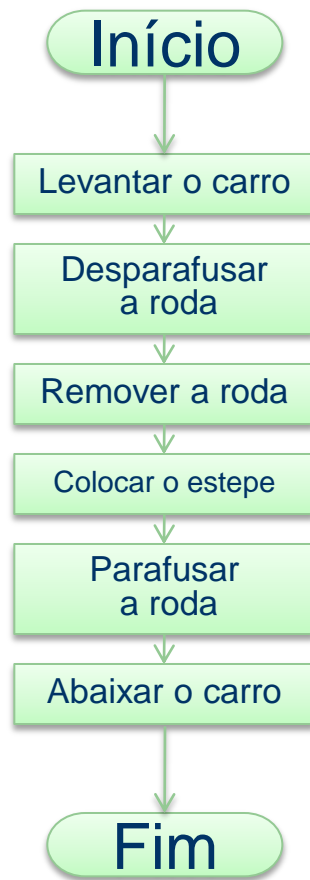 Início
Levantar o carro
Desparafusar
a roda
Remover a roda
Colocar o estepe
Parafusar
a roda
Abaixar o carro
Fim